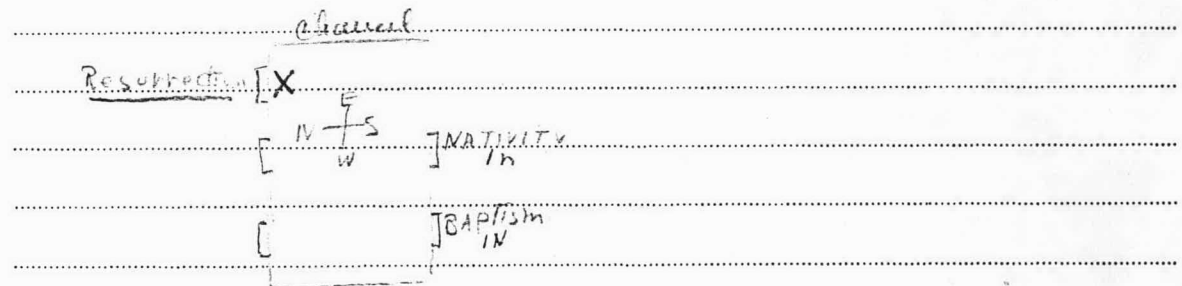 Chancel
Resurrection [ X
E
N S
[ ] NATIVITY
W In
[ ] BAPTISM
IN